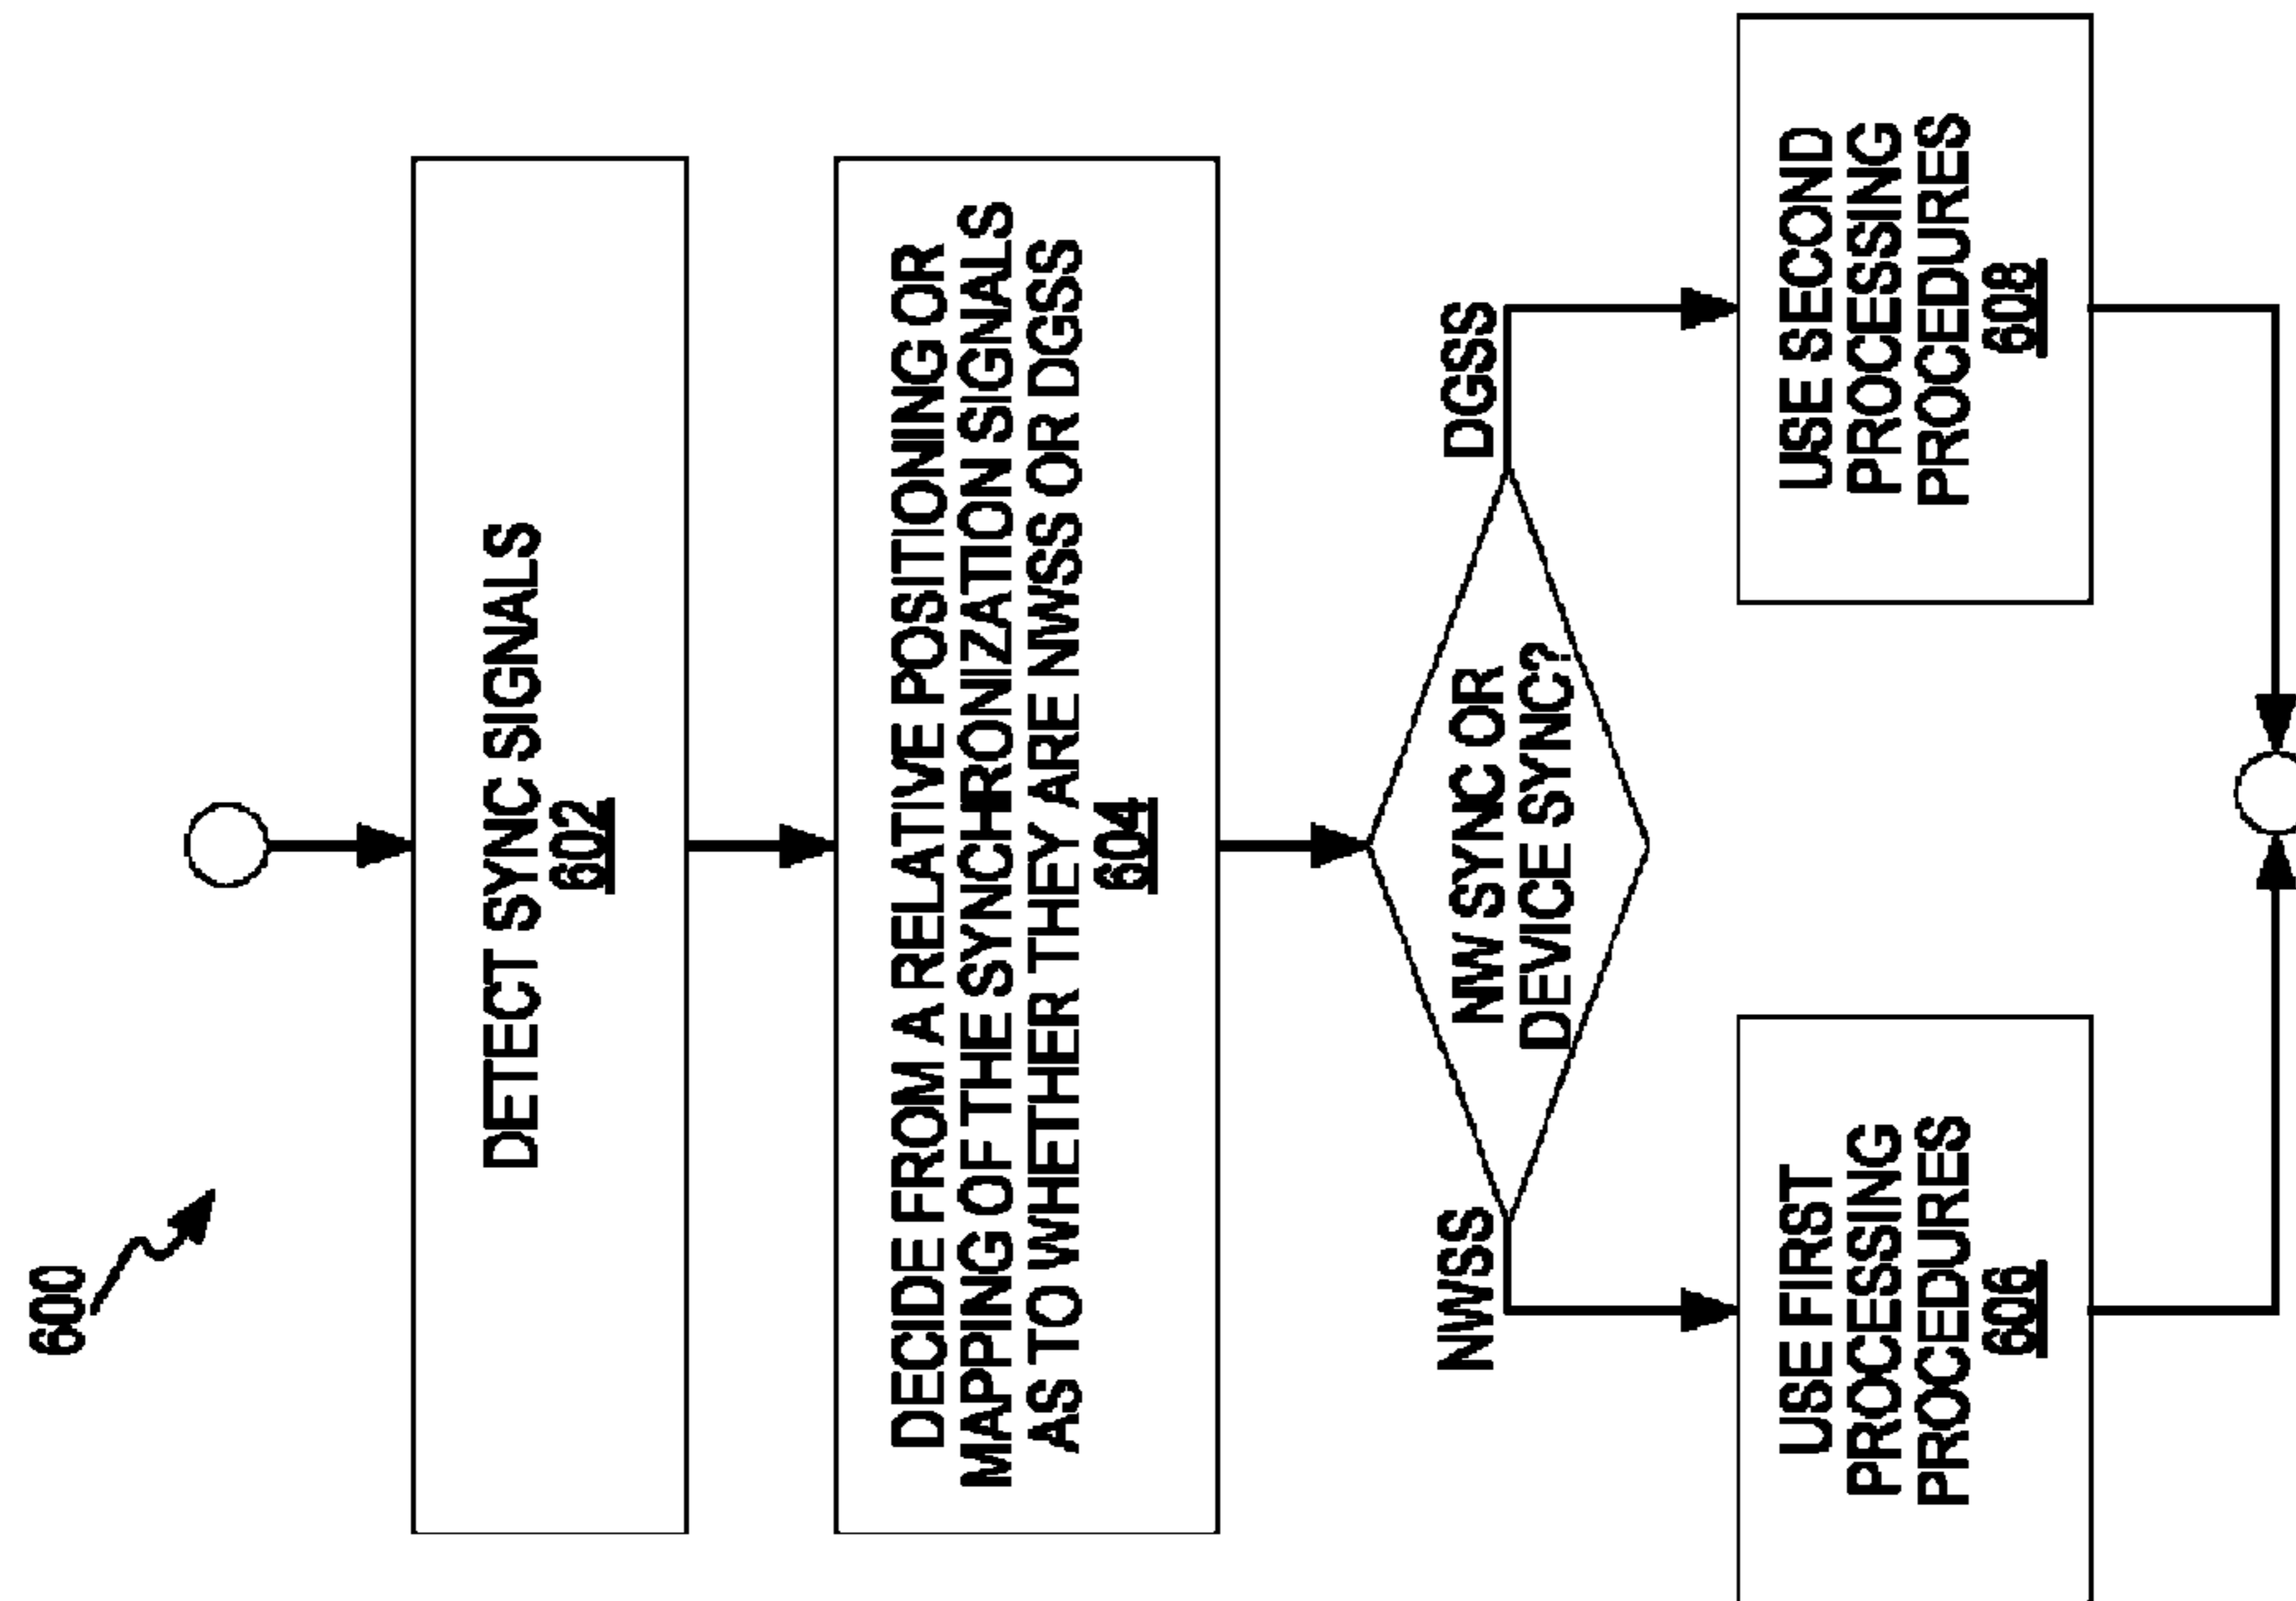 600
DETECT SYNC SIGNALS
602
DECIDE FROM A RELATIVE POSITIONING OR
MAPPING OF THE SYNCHRONIZATION SIGNALS
AS TO WHETHER THEY ARE NWSS OR DGSS
604
NW SYNC OR
DEVICE SYNC?
NWSS
DGSS
USE FIRST
PROCESSING
PROCEDURES
606
USE SECOND
PROCESSING
PROCEDURES
608